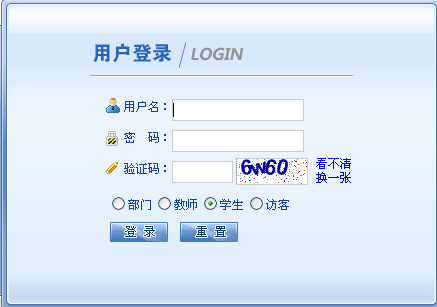 用户登录 / LOGIN
用户名：
密　码：
验证码： 6w60 看不清
换一张
部门 教师 学生 访客
登 录 重 置